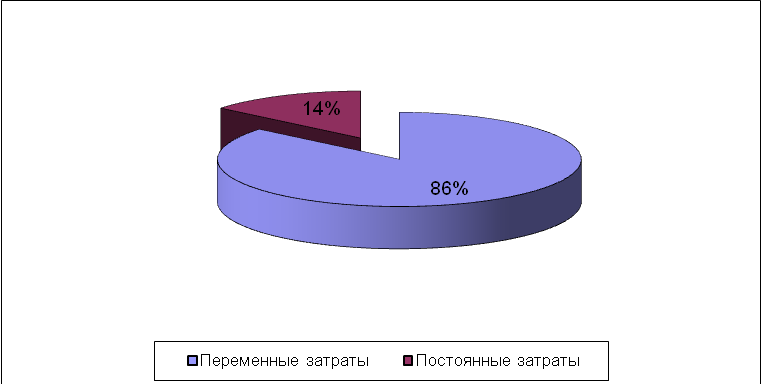 14%
86%
Переменные затраты
Постоянные затраты